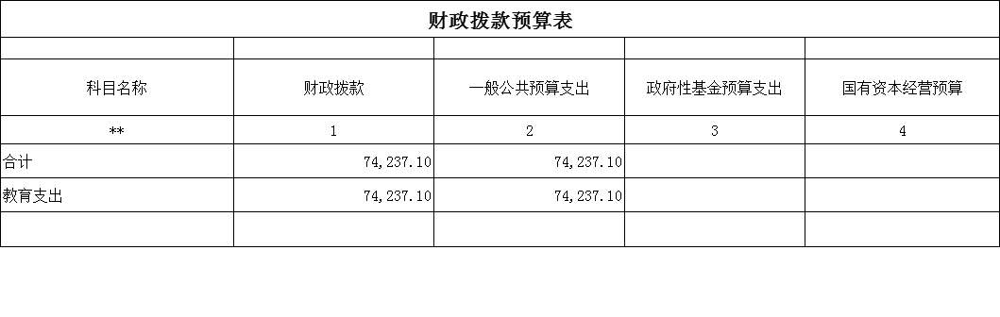 财政拨款预算表
科目名称 财政拨款 一般公共预算支出 政府性基金预算支出 国有资本经营预算
** 1 2 3 4
合计 74,237.10 74,237.10
教育支出 74,237.10 74,237.10